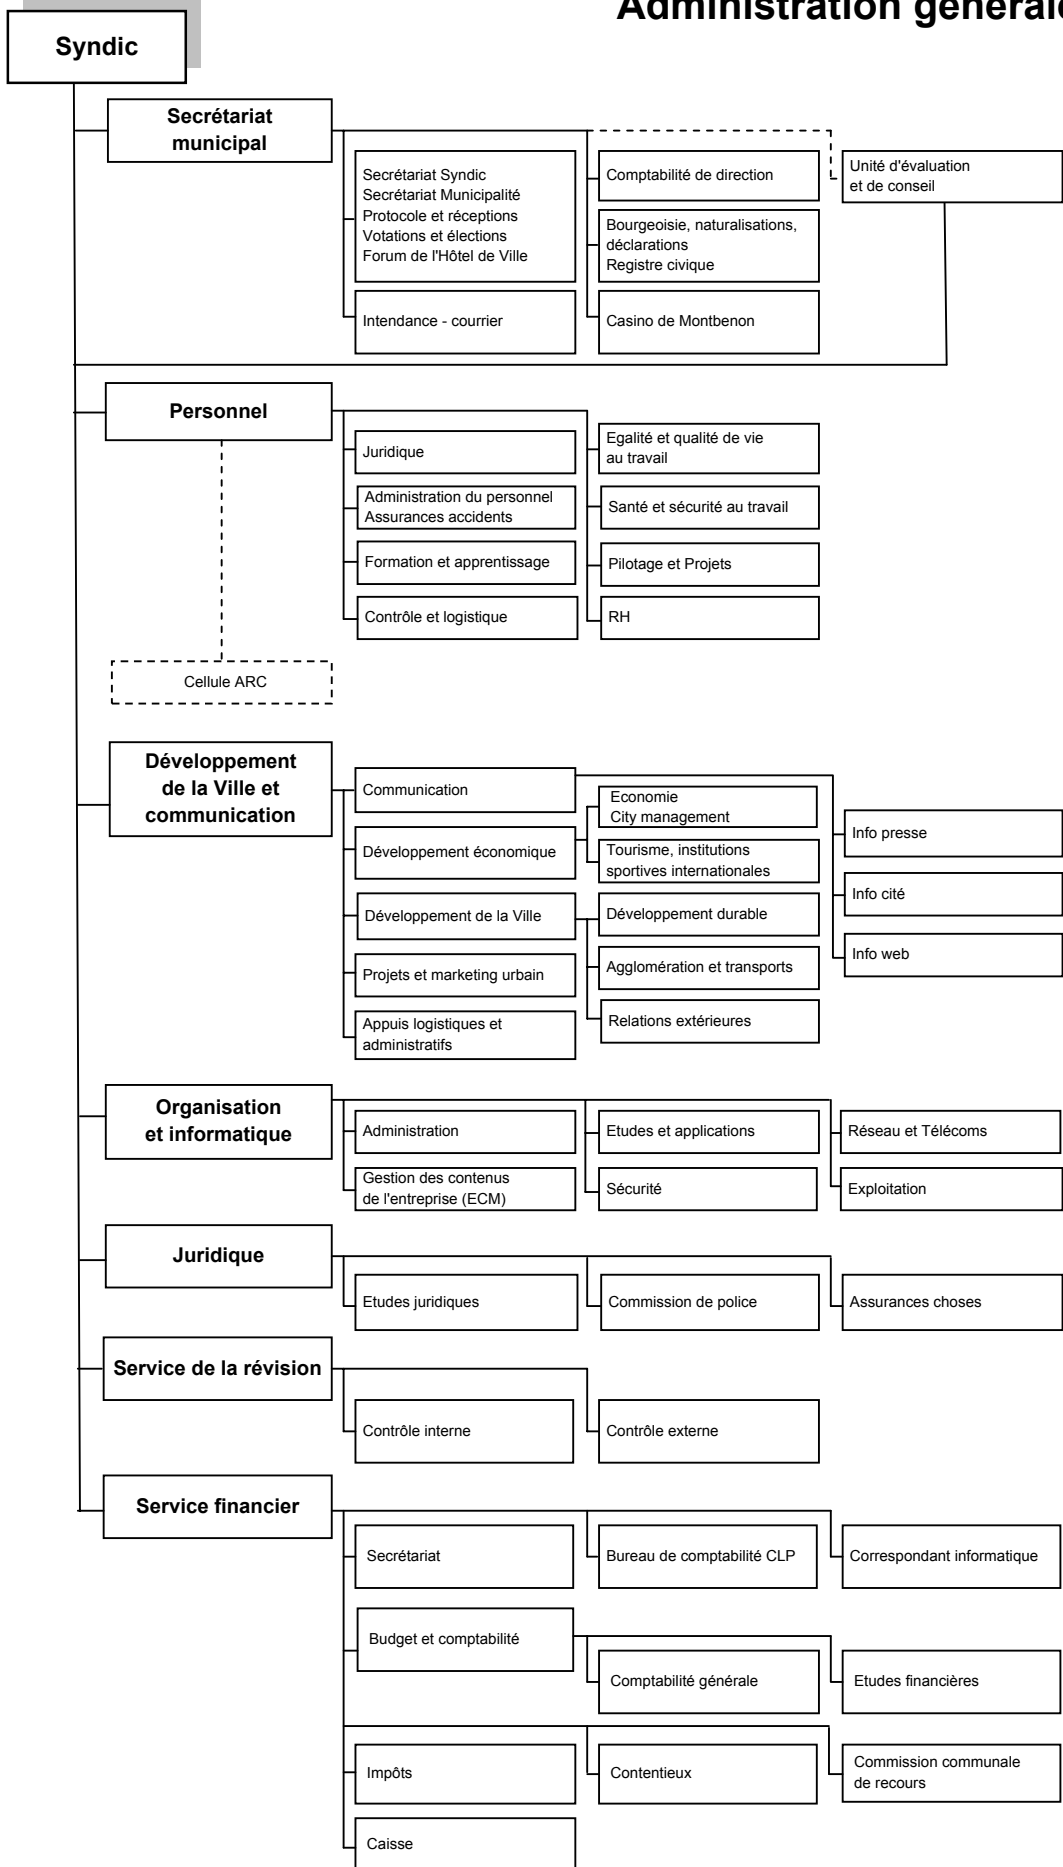 Administration générale
Syndic
Secrétariat
municipal
Secrétariat Syndic
Secrétariat Municipalité
Protocole et réceptions
Votations et élections
Forum de l'Hôtel de Ville
Intendance - courrier
Comptabilité de direction
Bourgeoisie, naturalisations,
déclarations
Registre civique
Casino de Montbenon
Unité d'évaluation
et de conseil
Personnel
Juridique
Administration du personnel
Assurances accidents
Formation et apprentissage
Contrôle et logistique
Egalité et qualité de vie
au travail
Santé et sécurité au travail
Pilotage et Projets
RH
Cellule ARC
Développement
de la Ville et
communication
Communication
Développement économique
Développement de la Ville
Projets et marketing urbain
Appuis logistiques et
administratifs
Economie
City management
Tourisme, institutions
sportives internationales
Développement durable
Agglomération et transports
Relations extérieures
Info presse
Info cité
Info web
Organisation
et informatique
Administration
Gestion des contenus
de l'entreprise (ECM)
Etudes et applications
Sécurité
Réseau et Télécoms
Exploitation
Juridique
Etudes juridiques
Commission de police
Assurances choses
Service de la révision
Contrôle interne
Contrôle externe
Service financier
Secrétariat
Bureau de comptabilité CLP
Correspondant informatique
Budget et comptabilité
Comptabilité générale
Etudes financières
Impôts
Contentieux
Commission communale
de recours
Caisse